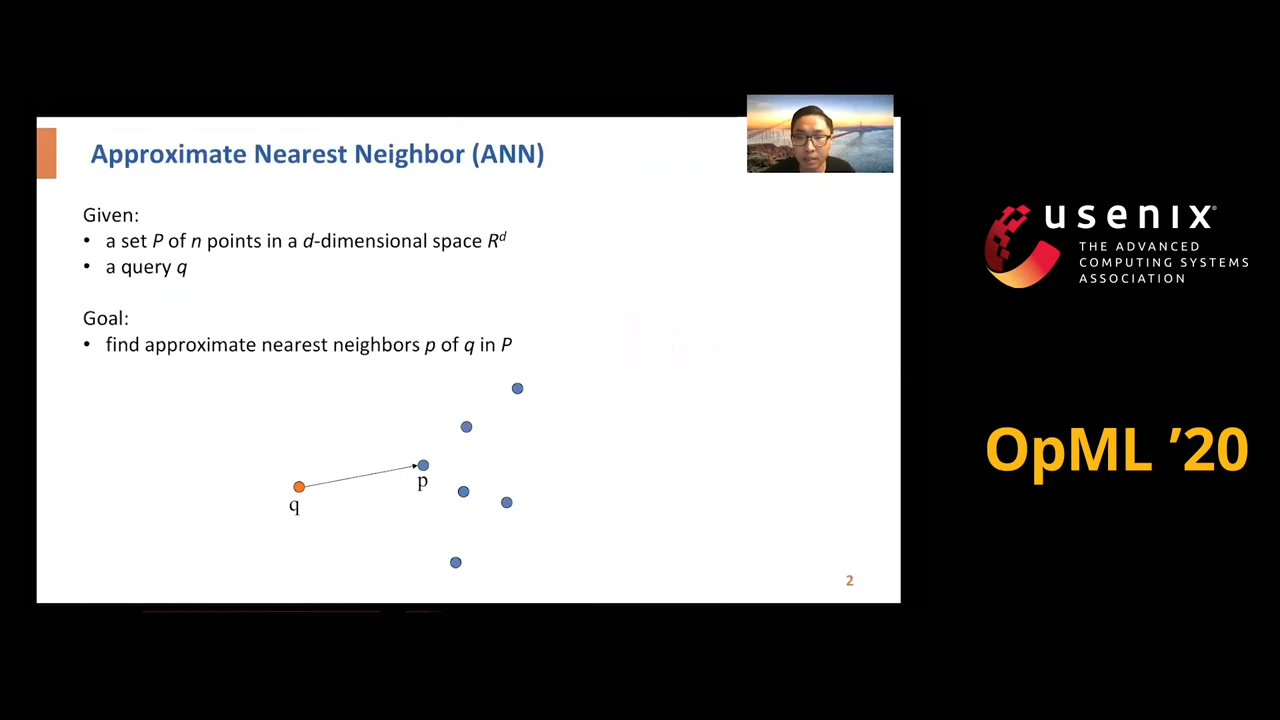 Approximate Nearest Neighbor (ANN)
Given:
• a set P of n points in a d-dimensional space Rᵈ
• a query q
Goal:
• find approximate nearest neighbors p of q in P
p
q
2
usenix®
THE ADVANCED
COMPUTING SYSTEMS
ASSOCIATION
OpML ’20